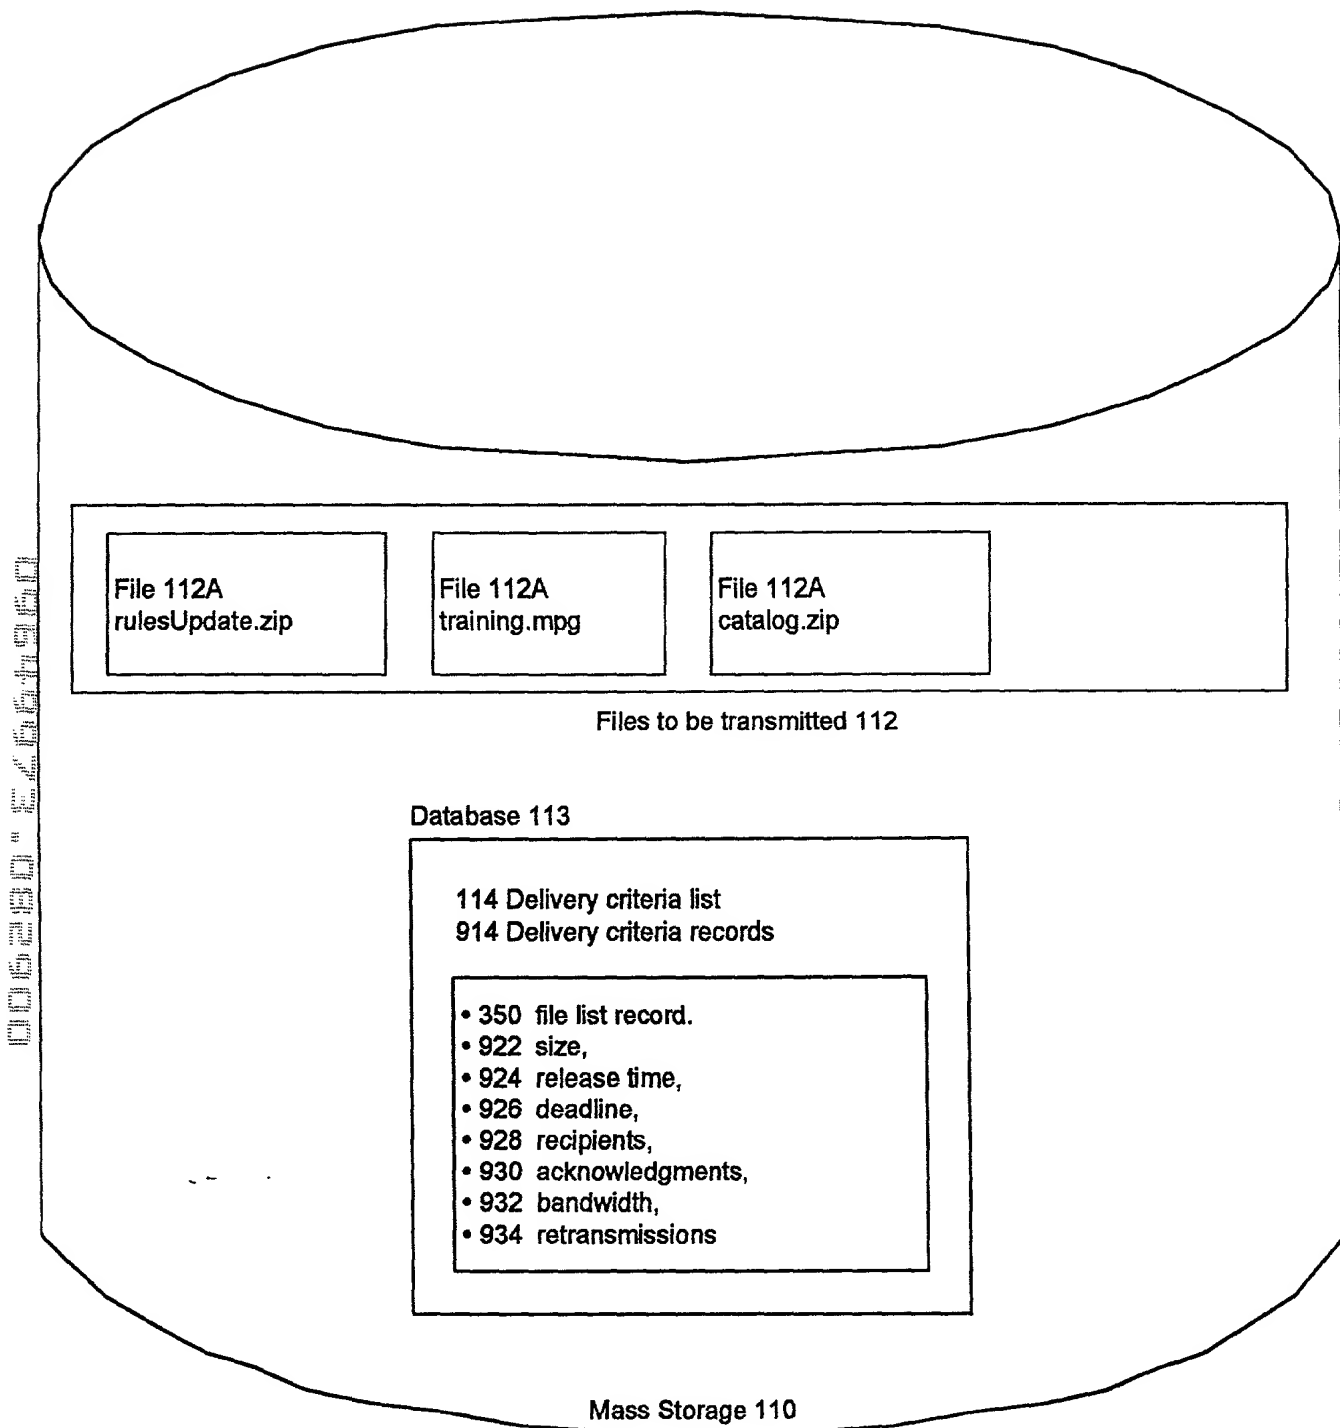 File 112A
rulesUpdate.zip
File 112A
training.mpg
File 112A
catalog.zip
Files to be transmitted 112
Database 113
114 Delivery criteria list
914 Delivery criteria records
• 350 file list record.
• 922 size,
• 924 release time,
• 926 deadline,
• 928 recipients,
• 930 acknowledgments,
• 932 bandwidth,
• 934 retransmissions
Mass Storage 110